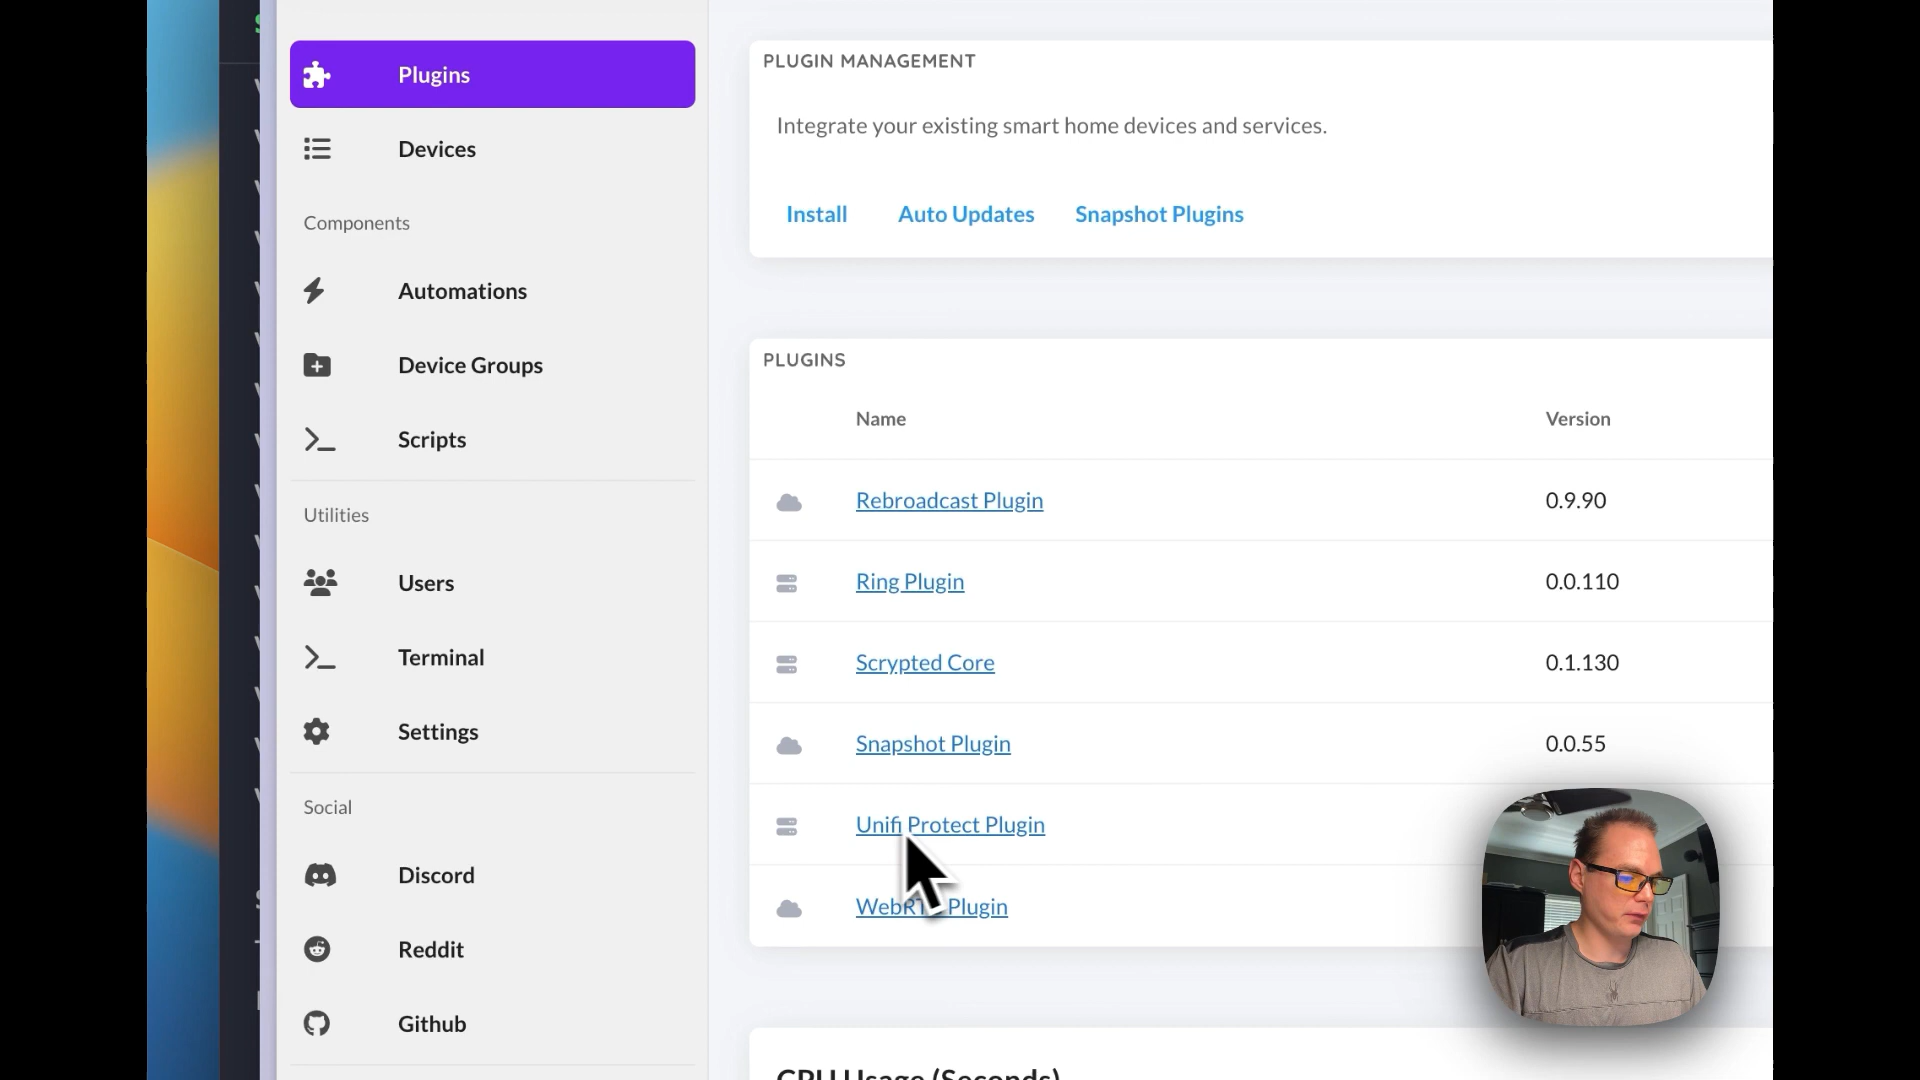 Plugins
Devices
Components
Automations
Device Groups
Scripts
Utilities
Users
Terminal
Settings
Social
Discord
Reddit
Github
PLUGIN MANAGEMENT
Integrate your existing smart home devices and services.
Install Auto Updates Snapshot Plugins
PLUGINS
Name Version
Rebroadcast Plugin 0.9.90
Ring Plugin 0.0.110
Scrypted Core 0.1.130
Snapshot Plugin 0.0.55
Unifi Protect Plugin
Plugin
CPU Usage (Seconds)